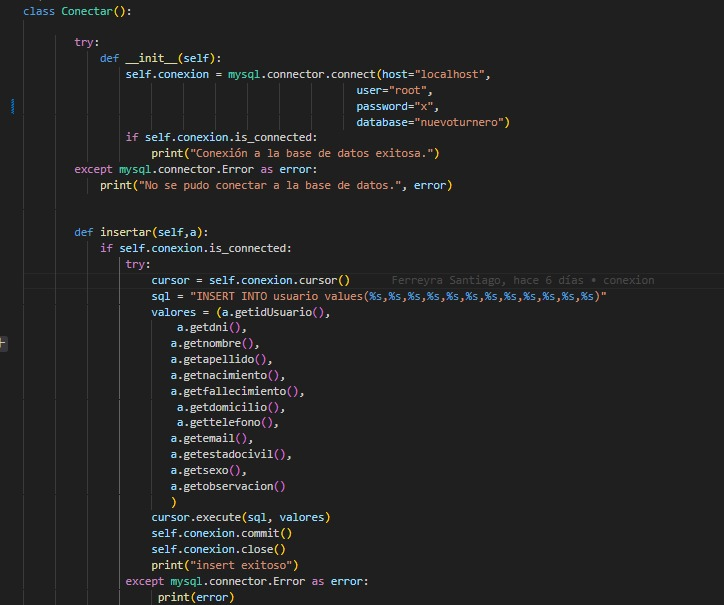 class Conectar():
try:
def __init__(self):
self.conexion = mysql.connector.connect(host="localhost",
user="root",
password="x",
database="nuevoturnero")
if self.conexion.is_connected:
print("Conexión a la base de datos exitosa.")
except mysql.connector.Error as error:
print("No se pudo conectar a la base de datos.", error)
def insertar(self,a):
if self.conexion.is_connected:
try:
cursor = self.conexion.cursor() Ferreyra Santiago, hace 6 días • conexion
sql = "INSERT INTO usuario values(%s,%s,%s,%s,%s,%s,%s,%s,%s,%s,%s,%s)"
valores = (a.getidUsuario(),
a.getdni(),
a.getnombre(),
a.getapellido(),
a.getnacimiento(),
a.getfallecimiento(),
a.getdomicilio(),
a.gettelefono(),
a.getemail(),
a.getestadocivil(),
a.getsexo(),
a.getobservacion()
)
cursor.execute(sql, valores)
self.conexion.commit()
self.conexion.close()
print("insert exitoso")
except mysql.connector.Error as error:
print(error)